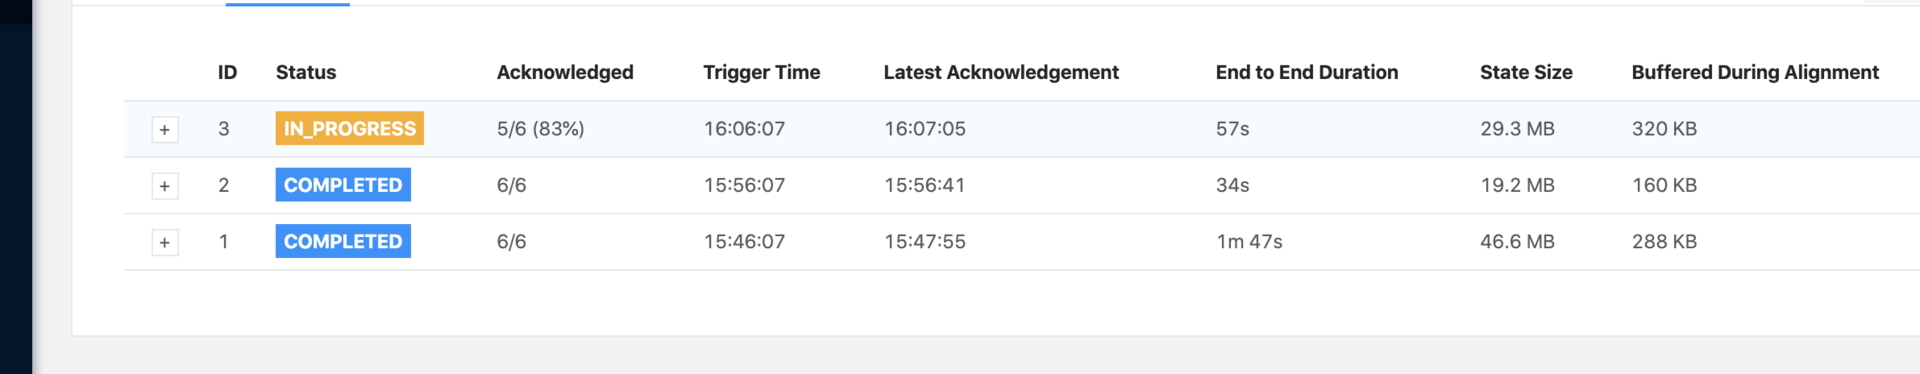 ID Status Acknowledged Trigger Time Latest Acknowledgement End to End Duration State Size Buffered During Alignment
+ 3 IN_PROGRESS 5/6 (83%) 16:06:07 16:07:05 57s 29.3 MB 320 KB
+ 2 COMPLETED 6/6 15:56:07 15:56:41 34s 19.2 MB 160 KB
+ 1 COMPLETED 6/6 15:46:07 15:47:55 1m 47s 46.6 MB 288 KB